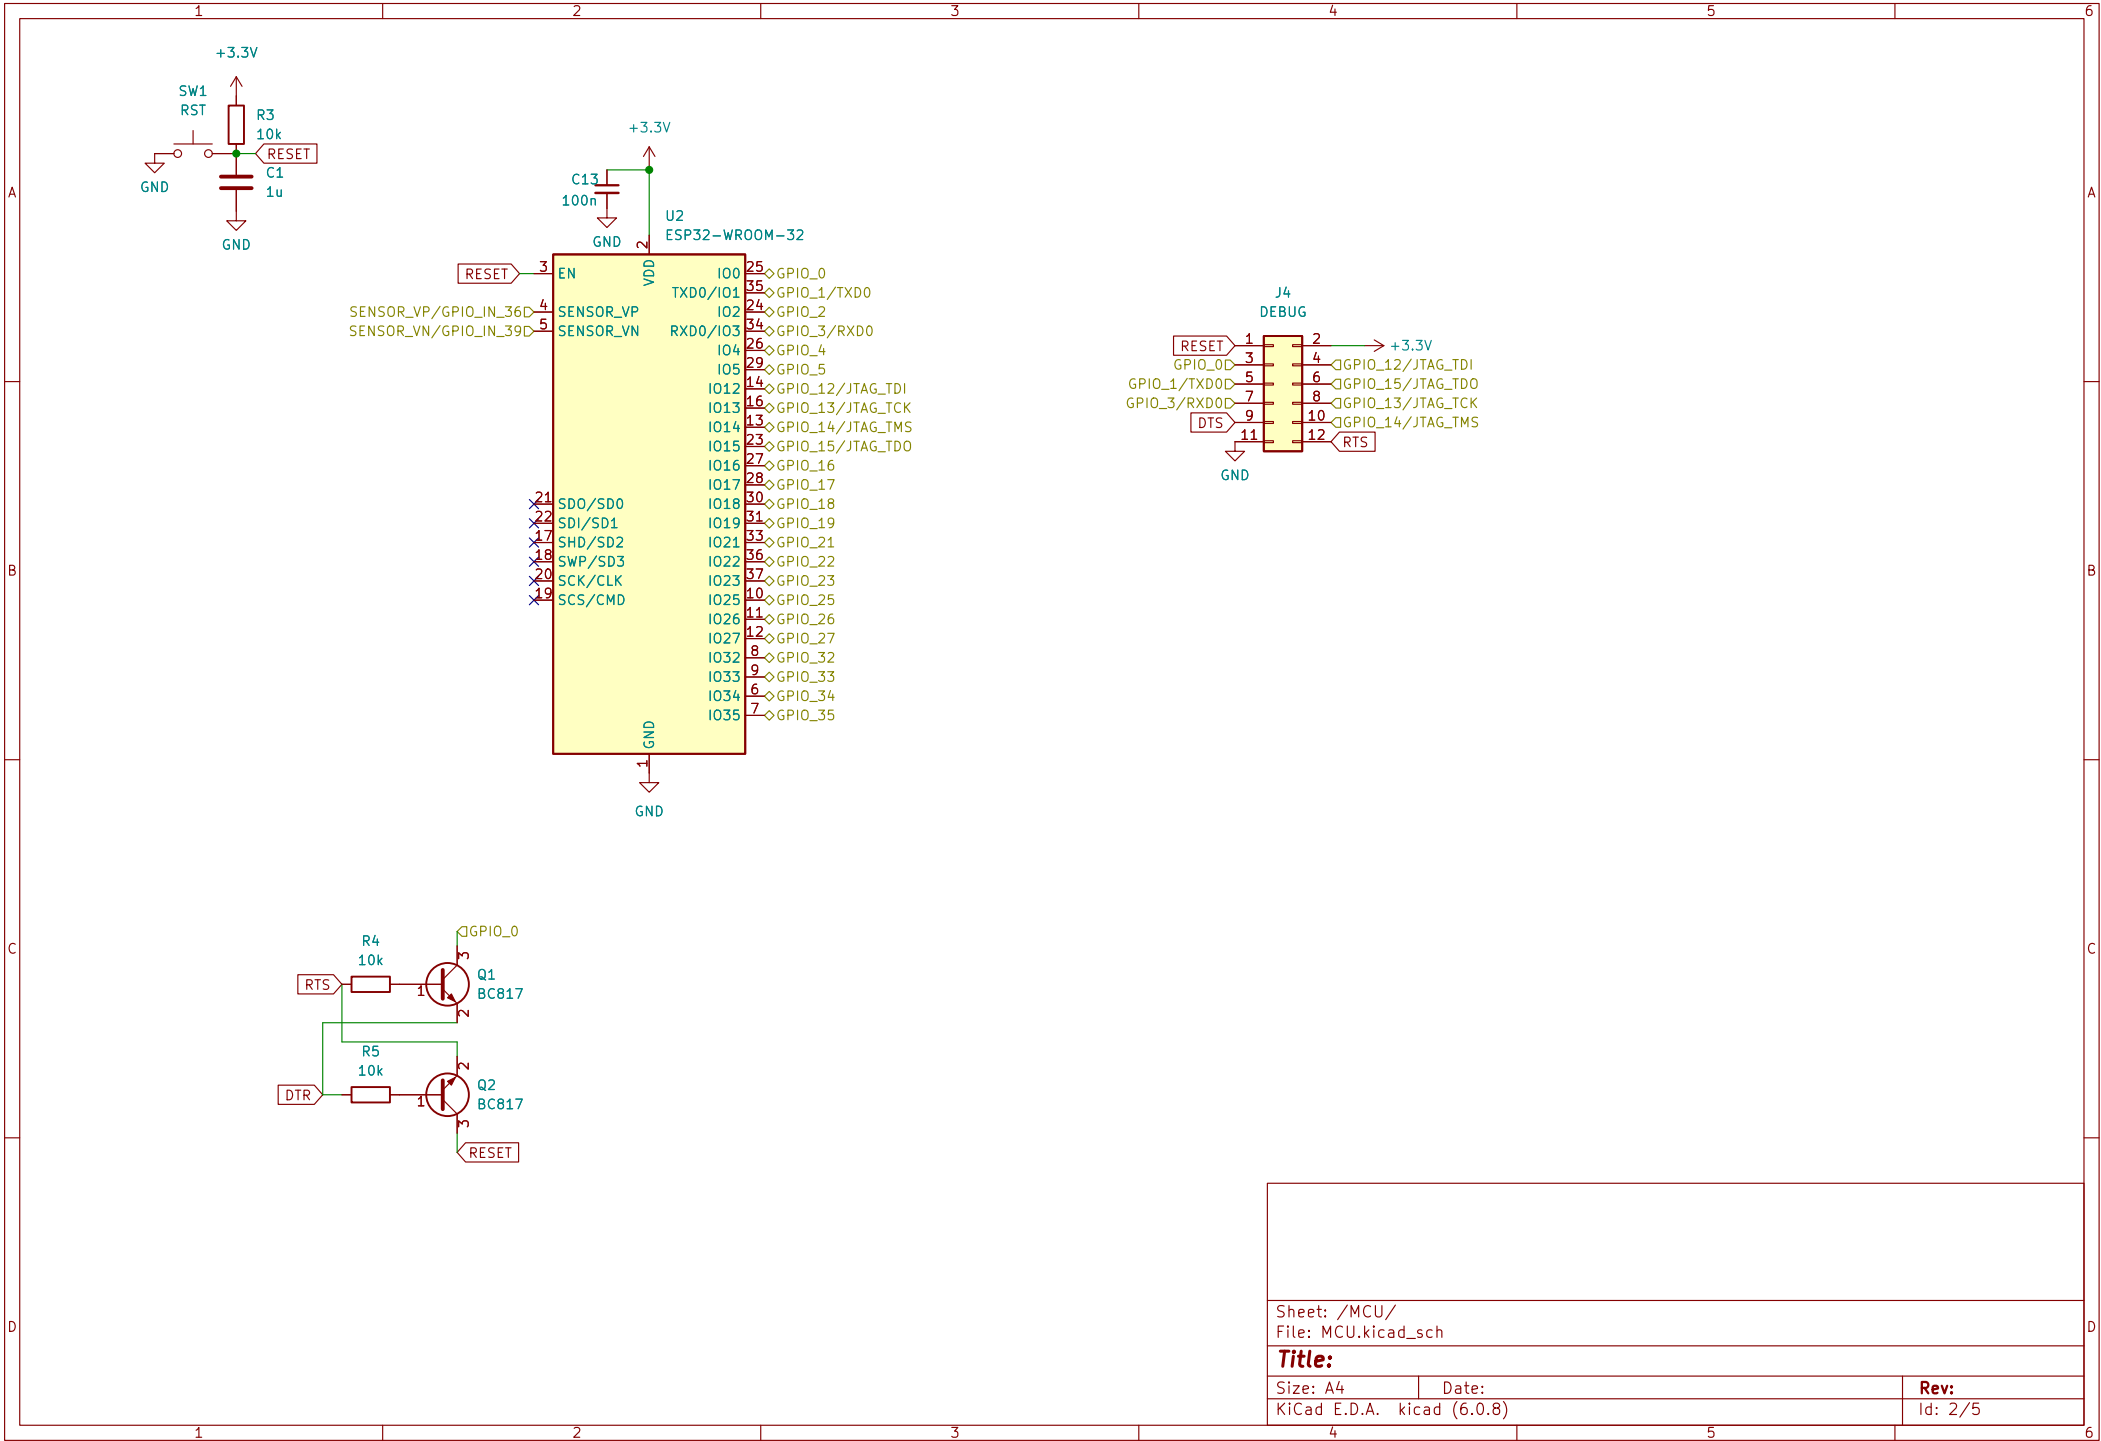 1 2 3 4 5 6
+3.3V
SW1
RST
R3
10k
RESET
GND
C1
1u
GND
+3.3V
C13
100n
GND
U2
ESP32-WROOM-32
2
VDD
RESET 3 EN
SENSOR_VP/GPIO_IN_36 4 SENSOR_VP
SENSOR_VN/GPIO_IN_39 5 SENSOR_VN
21 SDO/SD0
22 SDI/SD1
17 SHD/SD2
18 SWP/SD3
20 SCK/CLK
19 SCS/CMD
IO0 25 GPIO_0
TXD0/IO1 35 GPIO_1/TXD0
IO2 24 GPIO_2
RXD0/IO3 34 GPIO_3/RXD0
IO4 26 GPIO_4
IO5 29 GPIO_5
IO12 14 GPIO_12/JTAG_TDI
IO13 16 GPIO_13/JTAG_TCK
IO14 13 GPIO_14/JTAG_TMS
IO15 23 GPIO_15/JTAG_TDO
IO16 27 GPIO_16
IO17 28 GPIO_17
IO18 30 GPIO_18
IO19 31 GPIO_19
IO21 33 GPIO_21
IO22 36 GPIO_22
IO23 37 GPIO_23
IO25 10 GPIO_25
IO26 11 GPIO_26
IO27 12 GPIO_27
IO32 8 GPIO_32
IO33 9 GPIO_33
IO34 6 GPIO_34
IO35 7 GPIO_35
GND
1
GND
J4
DEBUG
RESET 1 2 +3.3V
GPIO_0 3 4 GPIO_12/JTAG_TDI
GPIO_1/TXD0 5 6 GPIO_15/JTAG_TDO
GPIO_3/RXD0 7 8 GPIO_13/JTAG_TCK
DTS 9 10 GPIO_14/JTAG_TMS
11 12 RTS
GND
GPIO_0
R4
10k
RTS
1
3
Q1
BC817
2
R5
10k
DTR
1
2
Q2
BC817
3
RESET
A A
B B
C C
D D
Sheet: /MCU/
File: MCU.kicad_sch
Title:
Size: A4 Date: Rev:
KiCad E.D.A. kicad (6.0.8) Id: 2/5
1 2 3 4 5 6